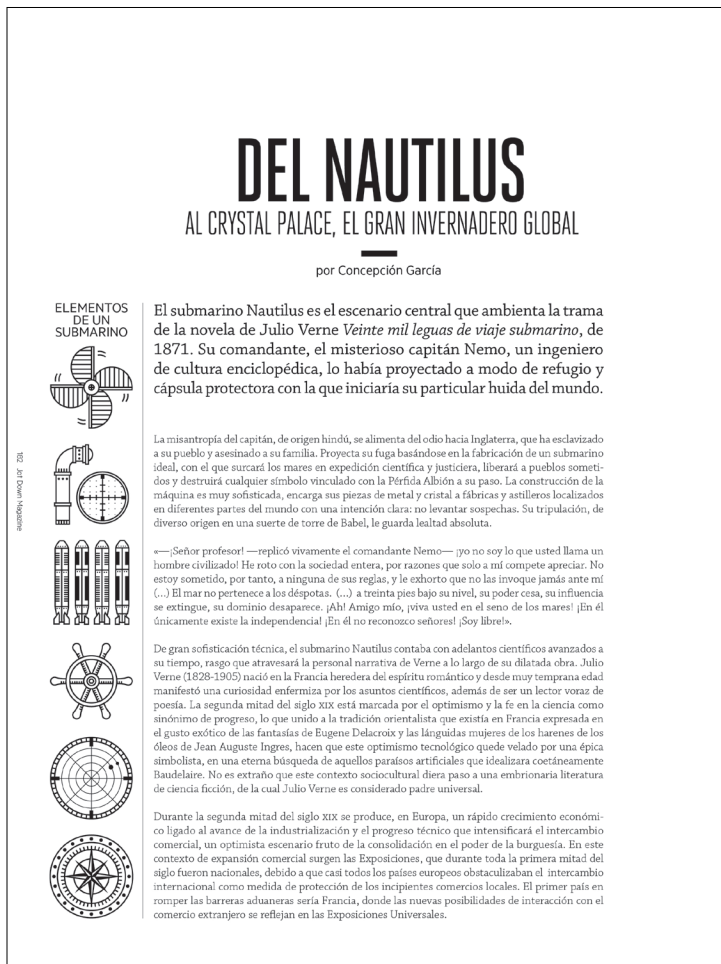 DEL NAUTILUS
AL CRYSTAL PALACE, EL GRAN INVERNADERO GLOBAL
por Concepción García
ELEMENTOS
DE UN
SUBMARINO
El submarino Nautilus es el escenario central que ambienta la trama
de la novela de Julio Verne Veinte mil leguas de viaje submarino, de
1871. Su comandante, el misterioso capitán Nemo, un ingeniero
de cultura enciclopédica, lo había proyectado a modo de refugio y
cápsula protectora con la que iniciaría su particular huida del mundo.
La misantropía del capitán, de origen hindú, se alimenta del odio hacia Inglaterra, que ha esclavizado
a su pueblo y asesinado a su familia. Proyecta su fuga basándose en la fabricación de un submarino
ideal, con el que surcará los mares en expedición científica y justiciera, liberará a pueblos someti-
dos y destruirá cualquier símbolo vinculado con la Pérfida Albión a su paso. La construcción de la
máquina es muy sofisticada, encarga sus piezas de metal y cristal a fábricas y astilleros localizados
en diferentes partes del mundo con una intención clara: no levantar sospechas. Su tripulación, de
diverso origen en una suerte de torre de Babel, le guarda lealtad absoluta.
«—¡Señor profesor! —replicó vivamente el comandante Nemo— ¡yo no soy lo que usted llama un
hombre civilizado! He roto con la sociedad entera, por razones que solo a mí compete apreciar. No
estoy sometido, por tanto, a ninguna de sus reglas, y le exhorto que no las invoque jamás ante mí
(...) El mar no pertenece a los déspotas. (...) a treinta pies bajo su nivel, su poder cesa, su influencia
se extingue, su dominio desaparece. ¡Ah! Amigo mío, ¡viva usted en el seno de los mares! ¡En él
únicamente existe la independencia! ¡En él no reconozco señores! ¡Soy libre!».
De gran sofisticación técnica, el submarino Nautilus contaba con adelantos científicos avanzados a
su tiempo, rasgo que atravesará la personal narrativa de Verne a lo largo de su dilatada obra. Julio
Verne (1828-1905) nació en la Francia heredera del espíritu romántico y desde muy temprana edad
manifestó una curiosidad enfermiza por los asuntos científicos, además de ser un lector voraz de
poesía. La segunda mitad del siglo XIX está marcada por el optimismo y la fe en la ciencia como
sinónimo de progreso, lo que unido a la tradición orientalista que existía en Francia expresada en
el gusto exótico de las fantasías de Eugene Delacroix y las lánguidas mujeres de los harenes de los
óleos de Jean Auguste Ingres, hacen que este optimismo tecnológico quede velado por una épica
simbolista, en una eterna búsqueda de aquellos paraísos artificiales que idealizara coetáneamente
Baudelaire. No es extraño que este contexto sociocultural diera paso a una embrionaria literatura
de ciencia ficción, de la cual Julio Verne es considerado padre universal.
Durante la segunda mitad del siglo XIX se produce, en Europa, un rápido crecimiento económi-
co ligado al avance de la industrialización y el progreso técnico que intensificará el intercambio
comercial, un optimista escenario fruto de la consolidación en el poder de la burguesía. En este
contexto de expansión comercial surgen las Exposiciones, que durante toda la primera mitad del
siglo fueron nacionales, debido a que casi todos los países europeos obstaculizaban el intercambio
internacional como medida de protección de los incipientes comercios locales. El primer país en
romper las barreras aduaneras sería Francia, donde las nuevas posibilidades de interacción con el
comercio extranjero se reflejan en las Exposiciones Universales.
162 Jot Down Magazine